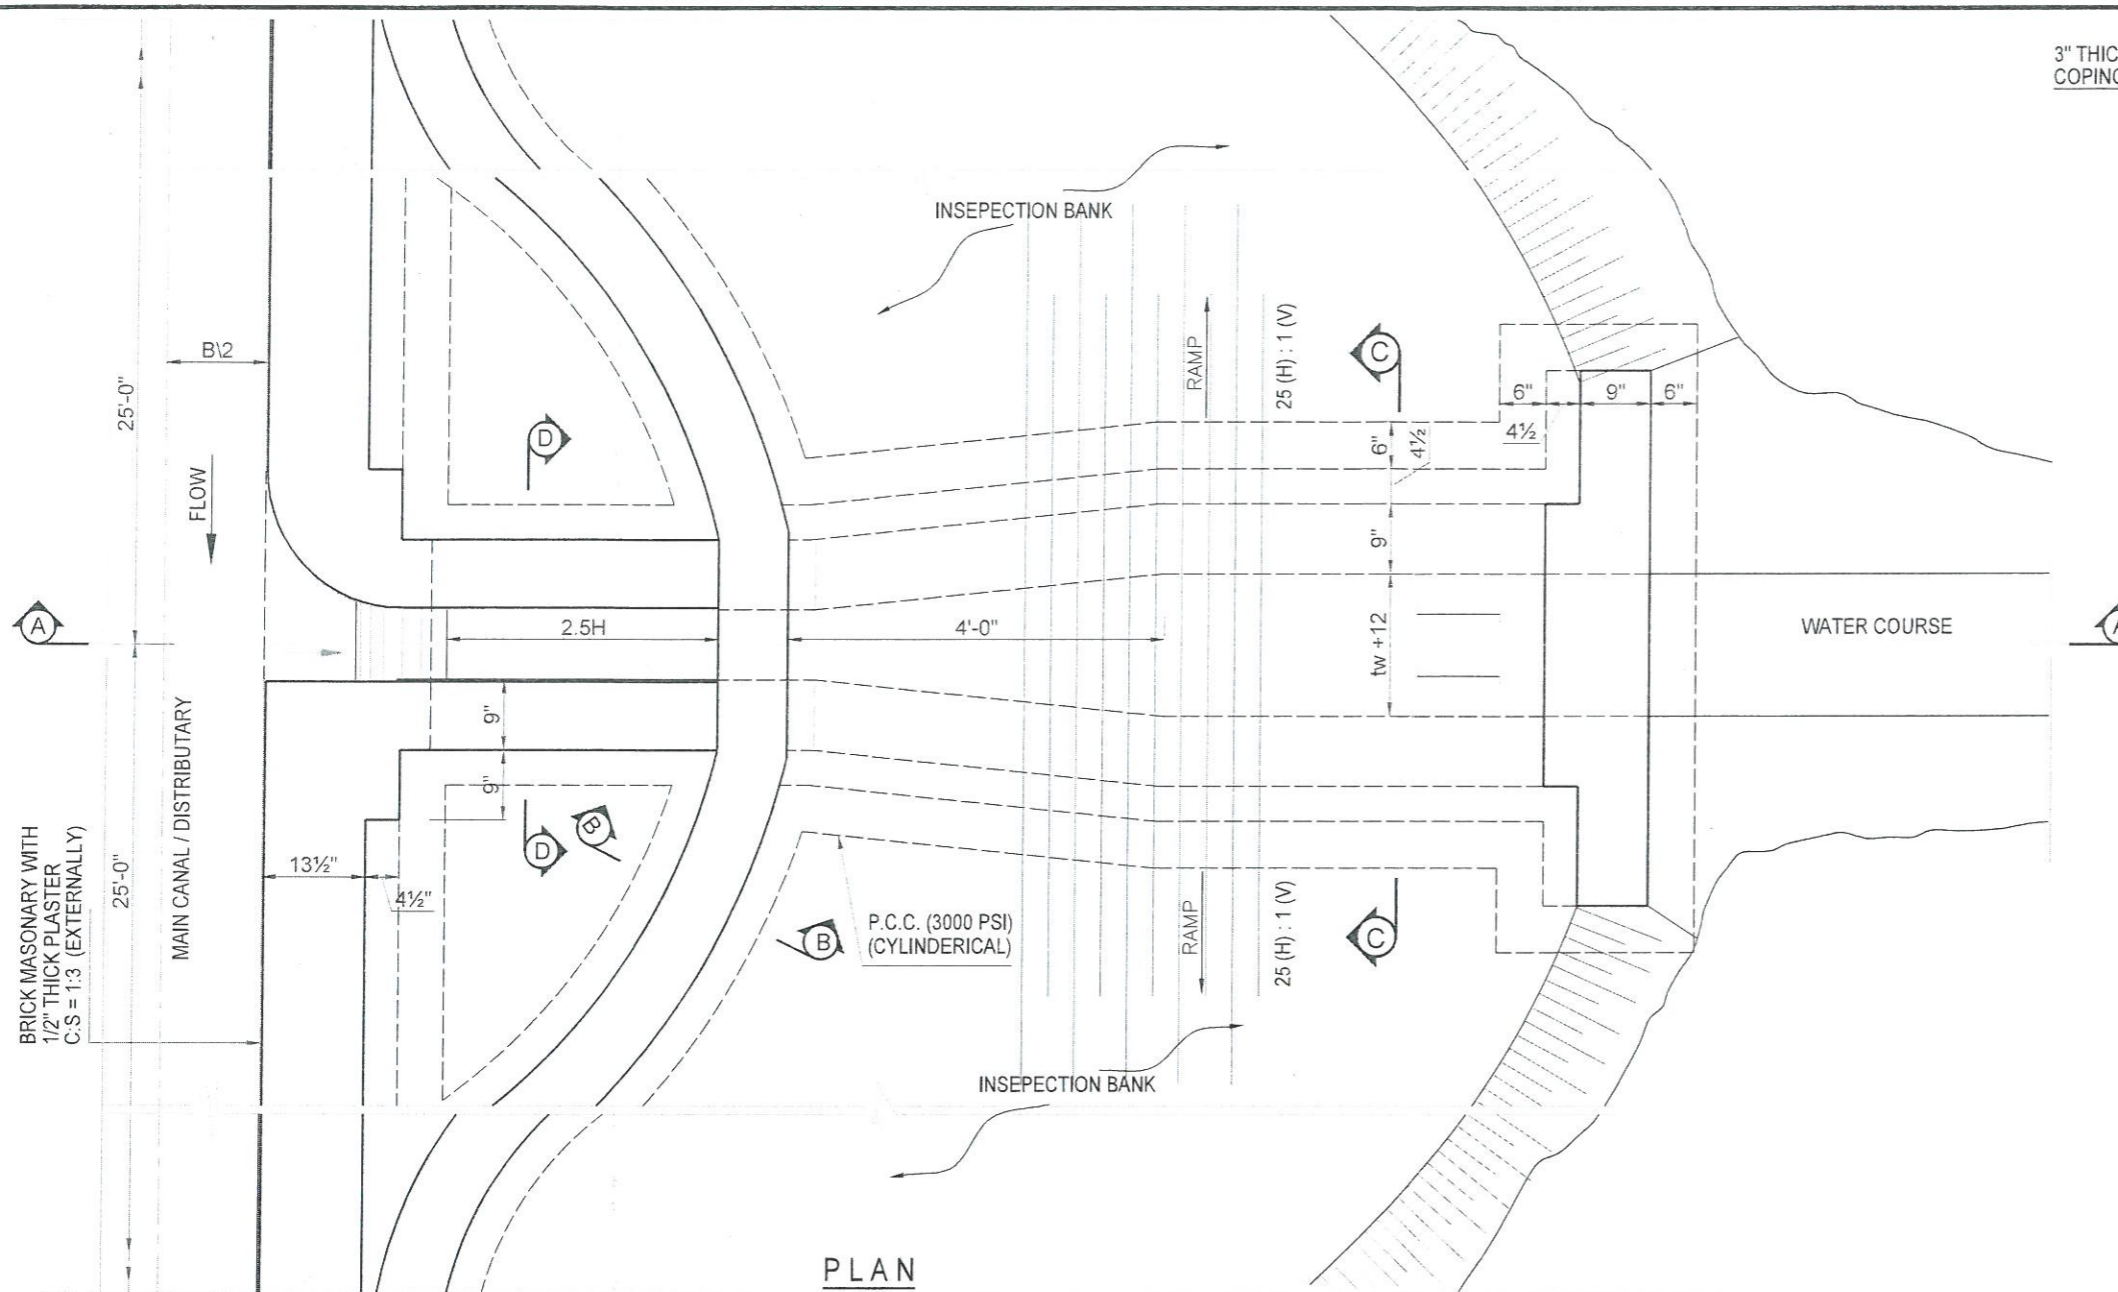 3" THIC
COPING
INSEPECTION BANK
B\2
25'-0"
RAMP
25 (H) : 1 (V)
C
6"
9"
6"
4½
D
6"
4½
FLOW
9"
A
2.5H
4'-0"
tw +12
WATER COURSE
A
9"
9"
MAIN CANAL / DISTRIBUTARY
BRICK MASONARY WITH
1/2" THICK PLASTER
C:S = 1:3 (EXTERNALLY)
25'-0"
13½"
4½"
D
B
B
P.C.C. (3000 PSI)
(CYLINDERICAL)
RAMP
25 (H) : 1 (V)
C
INSEPECTION BANK
PLAN